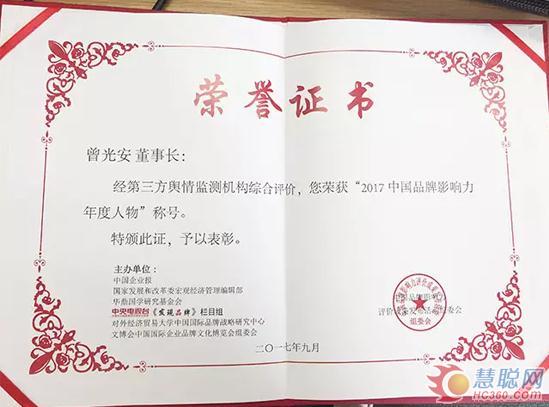 荣誉证书
曾光安 董事长：
经第三方舆情监测机构综合评价，您荣获“2017中国品牌影响力
年度人物”称号。
特颁此证，予以表彰。
主办单位：
中国企业报
国家发展和改革委宏观经济管理编辑部
华鼎国学研究基金会
中央电视台《发现品牌》栏目组
对外经济贸易大学中国国际品牌战略研究中心
文博会中国国际企业品牌文化博览会组委会
组委会
二〇一七年九月
慧聪网
HC360.COM